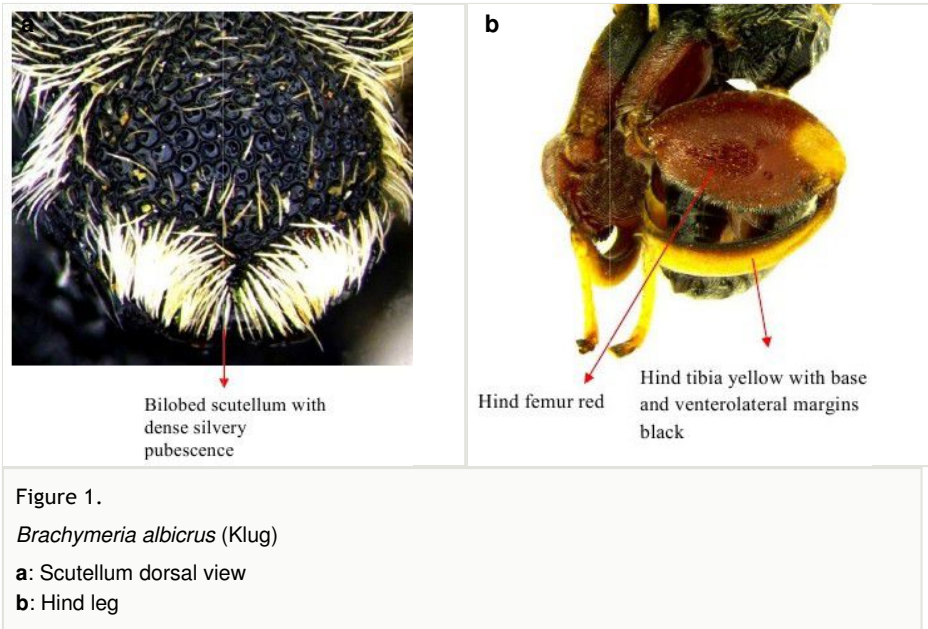 a
b
Bilobed scutellum with
dense silvery
pubescence
Hind femur red
Hind tibia yellow with base
and venterolateral margins
black
Figure 1.
Brachymeria albicrus (Klug)
a: Scutellum dorsal view
b: Hind leg